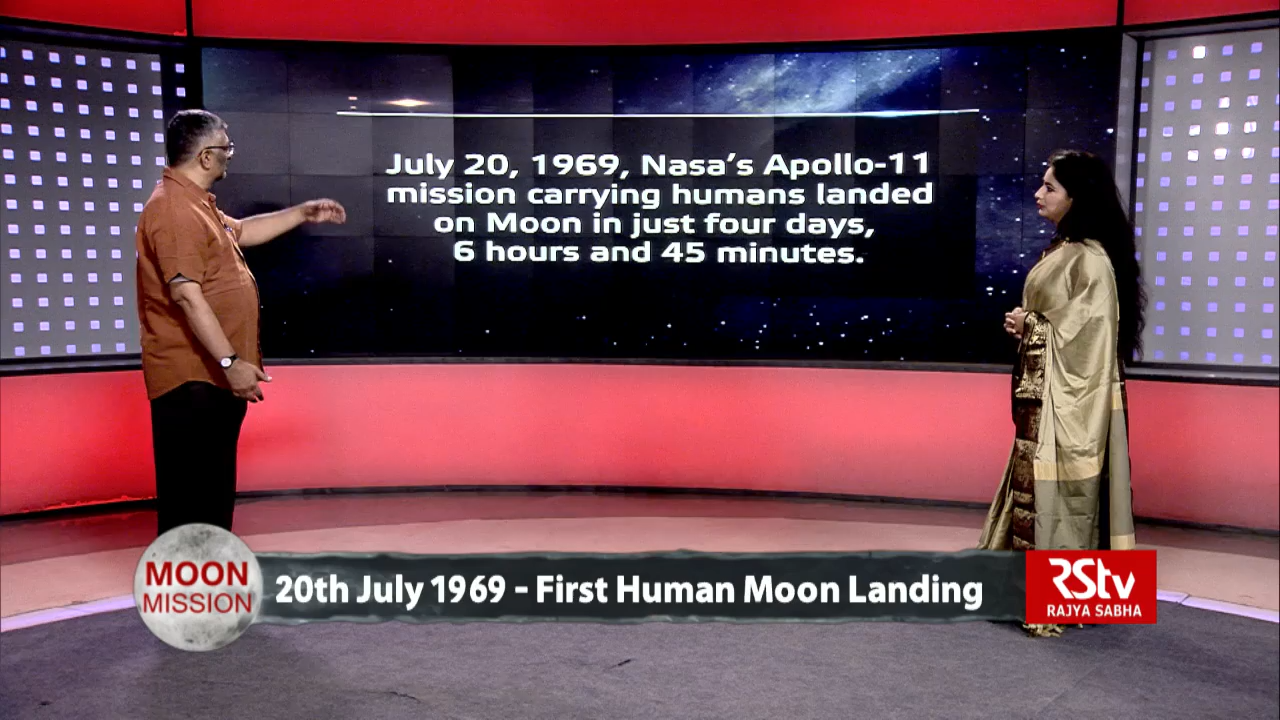 July 20, 1969, Nasa's Apollo-11
mission carrying humans landed
on Moon in just four days,
6 hours and 45 minutes.
MOON
MISSION
20th July 1969 - First Human Moon Landing
RSTV
RAJYA SABHA